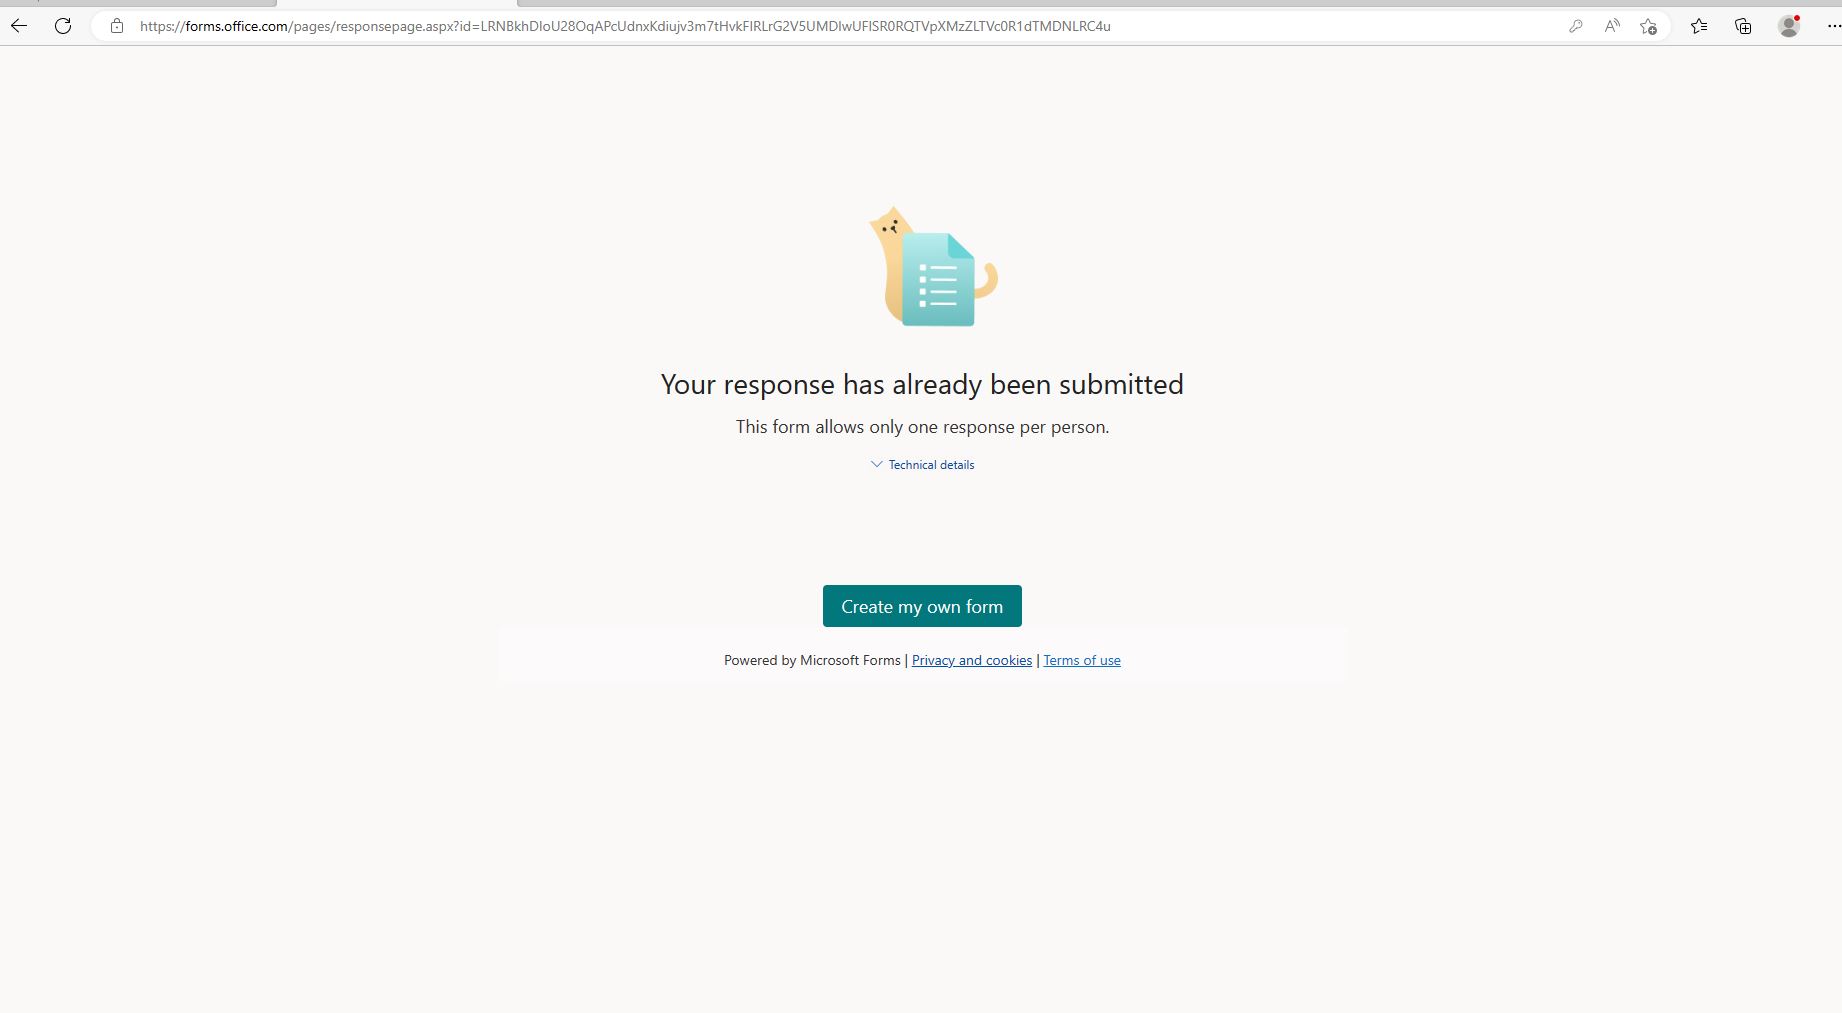 https://forms.office.com/pages/responsepage.aspx?id=LRNBkhDIoU28OqAPcUdnxKdiujv3m7tHvkFIRLrG2V5UMDIwUFlSR0RQTVpXMzZLTVc0R1dTMDNLRC4u
Your response has already been submitted
This form allows only one response per person.
Technical details
Create my own form
Powered by Microsoft Forms | Privacy and cookies | Terms of use